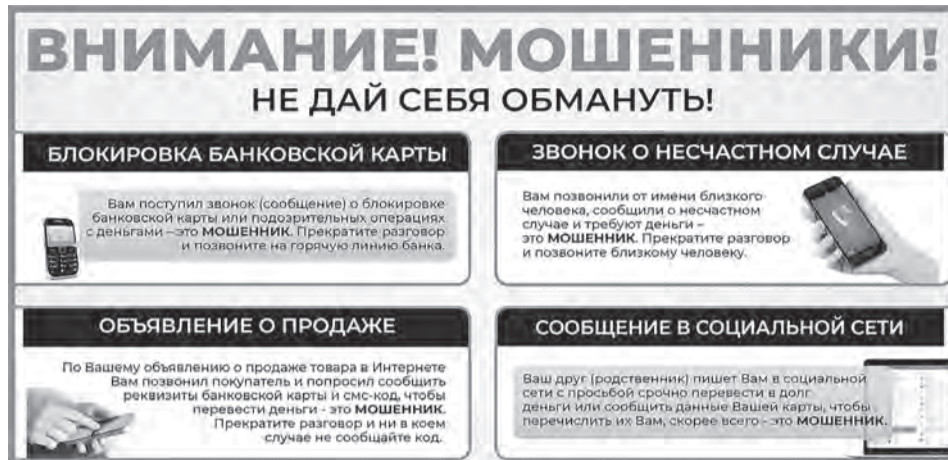 ВНИМАНИЕ! МОШЕННИКИ!
НЕ ДАЙ СЕБЯ ОБМАНУТЬ!
БЛОКИРОВКА БАНКОВСКОЙ КАРТЫ
Вам поступил звонок (сообщение) о блокировке
банковской карты или подозрительных операциях
с деньгами – это МОШЕННИК. Прекратите разговор
и позвоните на горячую линию банка.
ЗВОНОК О НЕСЧАСТНОМ СЛУЧАЕ
Вам позвонили от имени близкого
человека, сообщили о несчастном
случае и требуют деньги –
это МОШЕННИК. Прекратите разговор
и позвоните близкому человеку.
ОБЪЯВЛЕНИЕ О ПРОДАЖЕ
По Вашему объявлению о продаже товара в Интернете
Вам позвонил покупатель и попросил сообщить
реквизиты банковской карты и смс-код, чтобы
перевести деньги - это МОШЕННИК.
Прекратите разговор и ни в коем
случае не сообщайте код.
СООБЩЕНИЕ В СОЦИАЛЬНОЙ СЕТИ
Ваш друг (родственник) пишет Вам в социальной
сети с просьбой срочно перевести в долг
деньги или сообщить данные Вашей карты, чтобы
перечислить их Вам, скорее всего - это МОШЕННИК.